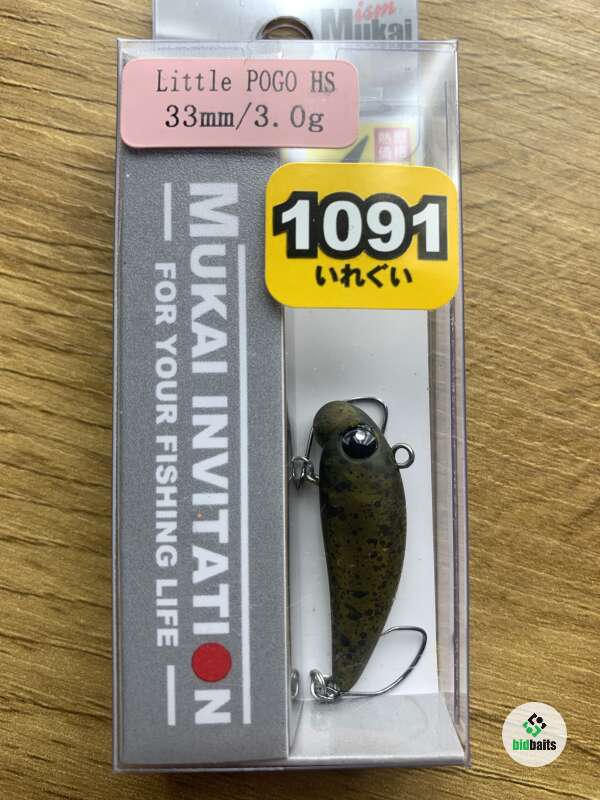 ism
Mukai
Little POGO HS
33mm/3.0g
1091
いれぐい
MUKAI INVITATION
FOR YOUR FISHING LIFE
bidbaits